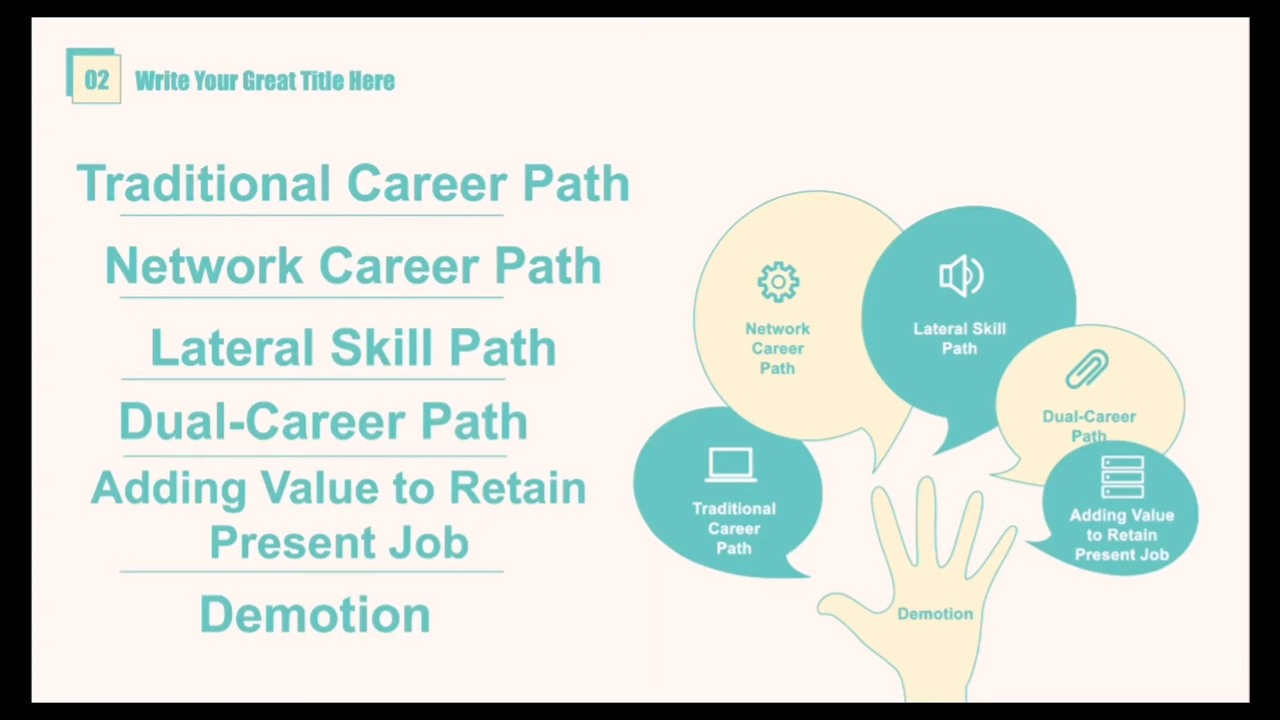 02
Write Your Great Title Here
Traditional Career Path
Network Career Path
Lateral Skill Path
Dual-Career Path
Adding Value to Retain
Present Job
Demotion
Network
Career
Path
Lateral Skill
Path
Dual-Career
Path
Traditional
Career
Path
Adding Value
to Retain
Present Job
Demotion